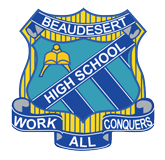 BEAUDESERT
HIGH SCHOOL
WORK CONQUERS
ALL